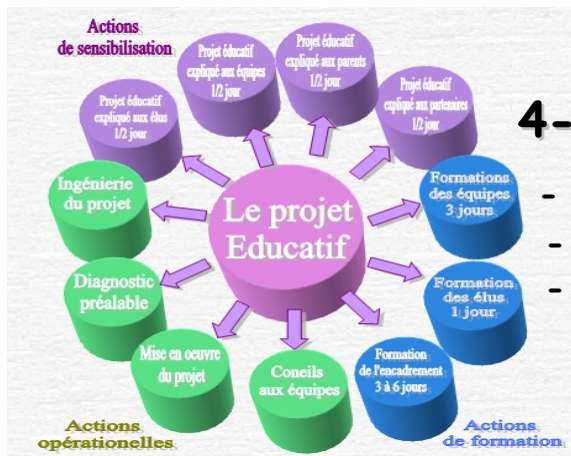 Actions
de sensibilisation
Projet éducatif
expliqué aux élus
1/2 jour
Projet éducatif
expliqué aux équipes
1/2 jour
Projet éducatif
expliqué aux parents
1/2 jour
Projet éducatif
expliqué aux partenaires
1/2 jour
4-
-
-
-
Le projet
Educatif
Ingénierie
du projet
Diagnostic
préalable
Mise en oeuvre
du projet
Coneils
aux équipes
Formation
de l'encadrement
3 à 6 jours
Formation
des élus
1 jour
Formations
des équipes
3 jours
Actions
opérationelles
Actions
de formation